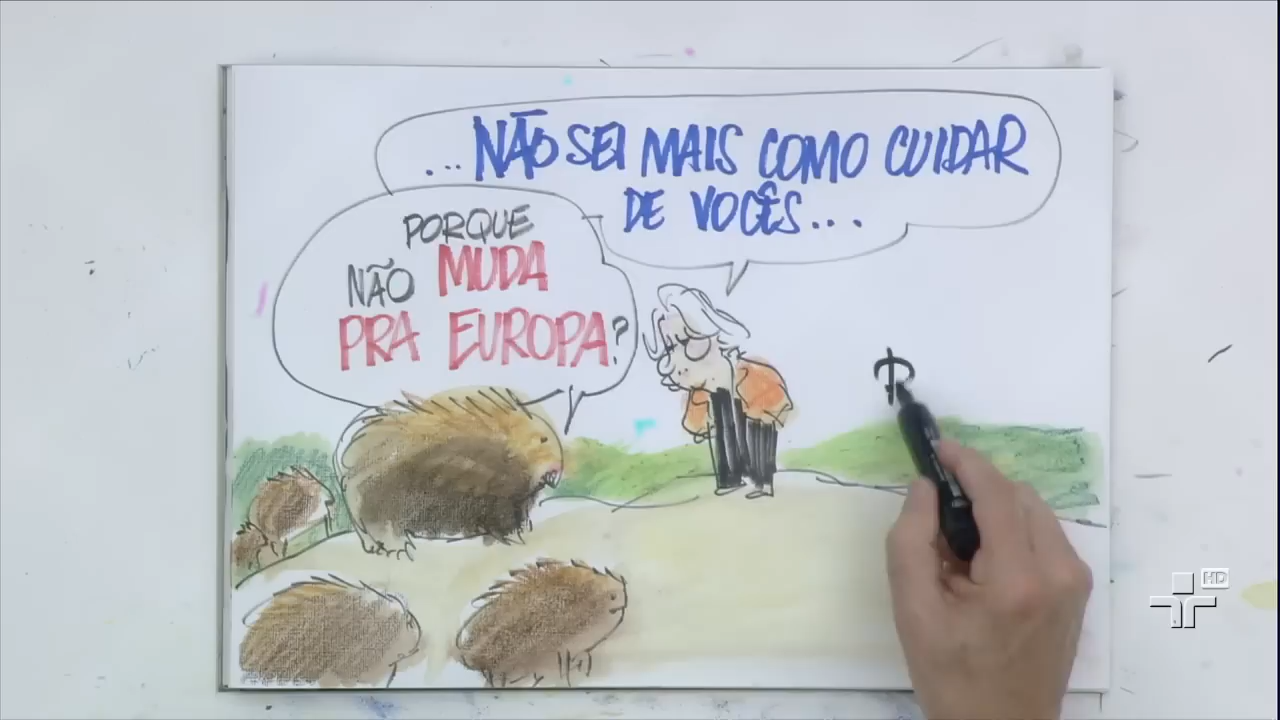 ...NÃO SEI MAIS COMO CUIDAR
DE VOCÊS...
PORQUE
NÃO MUDA
PRA EUROPA?
HD